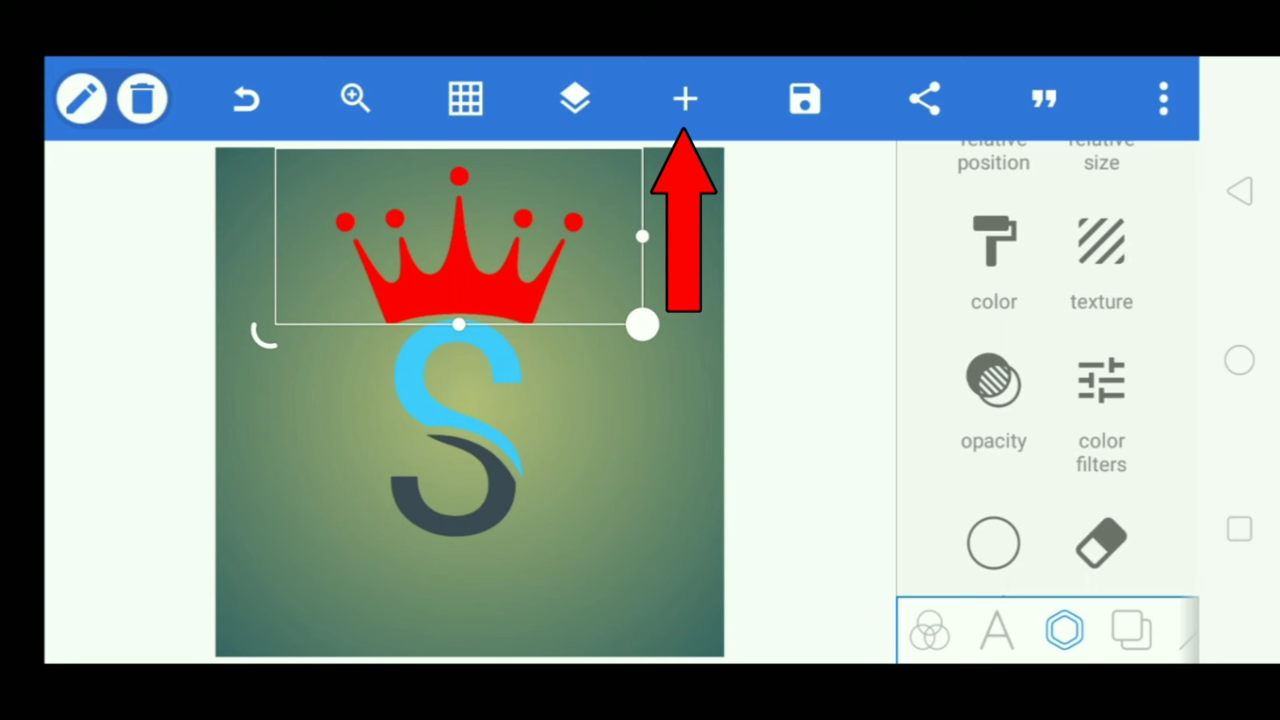 relative relative
position size
color texture
opacity color
filters
S